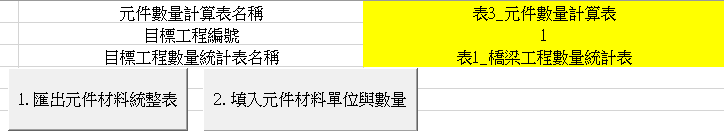 元件數量計算表名稱 表3_元件數量計算表
目標工程編號 1
目標工程數量統計表名稱 表1_橋梁工程數量統計表
1. 匯出元件材料統整表 2. 填入元件材料單位與數量